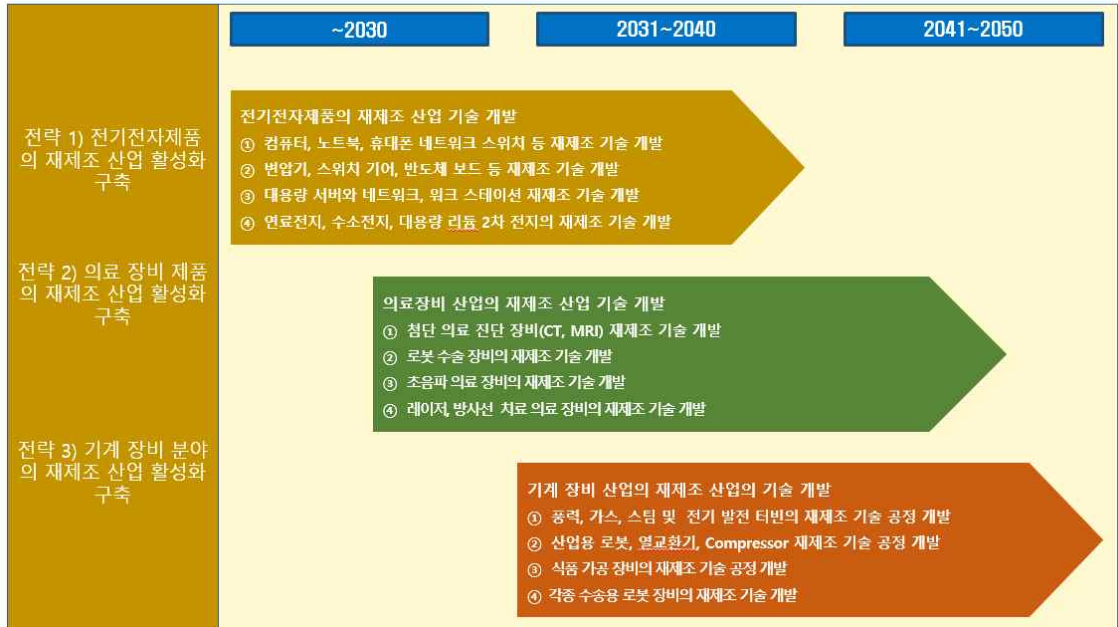 ~2030
2031~2040
2041~2050
전략 1) 전기전자제품
의 재제조 산업 활성화
구축
전기전자제품의 재제조 산업 기술 개발
① 컴퓨터, 노트북, 휴대폰 네트워크 스위치 등 재제조 기술 개발
② 변압기, 스위치 기어, 반도체 보드 등 재제조 기술 개발
③ 대용량 서버와 네트워크, 워크 스테이션 재제조 기술 개발
④ 연료전지, 수소전지, 대용량 리튬 2차 전지의 재제조 기술 개발
전략 2) 의료 장비 제품
의 재제조 산업 활성화
구축
의료장비 산업의 재제조 산업 기술 개발
① 첨단 의료 진단 장비(CT, MRI) 재제조 기술 개발
② 로봇 수술 장비의 재제조 기술 개발
③ 초음파 의료 장비의 재제조 기술 개발
④ 레이저, 방사선 치료 의료 장비의 재제조 기술 개발
전략 3) 기계 장비 분야
의 재제조 산업 활성화
구축
기계 장비 산업의 재제조 산업의 기술 개발
① 풍력, 가스, 스팀 및 전기 발전 터빈의 재제조 기술 공정 개발
② 산업용 로봇, 열교환기, Compressor 재제조 기술 공정 개발
③ 식품 가공 장비의 재제조 기술 공정 개발
④ 각종 수송용 로봇 장비의 재제조 기술 개발